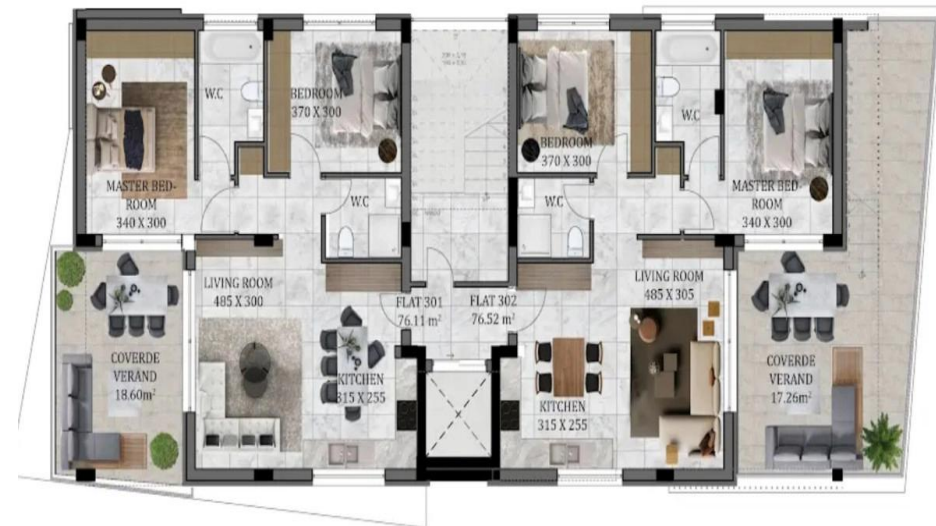 W.C
BEDROOM
370 X 300
MASTER BED-
ROOM
340 X 300
W.C
LIVING ROOM
485 X 300
FLAT 301
76.11 m²
COVERDE
VERAND
18.60m²
KITCHEN
315 X 255
BEDROOM
370 X 300
W.C
MASTER BED-
ROOM
340 X 300
W.C
LIVING ROOM
485 X 305
FLAT 302
76.52 m²
COVERDE
VERAND
17.26m²
KITCHEN
315 X 255